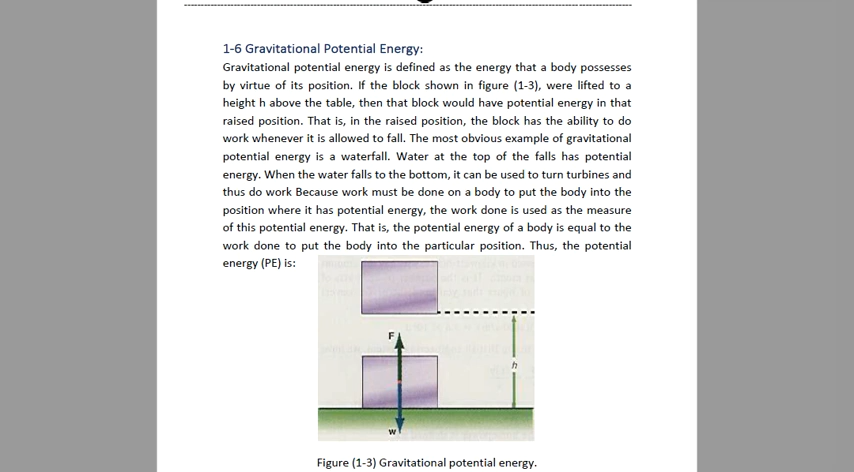 1-6 Gravitational Potential Energy:
Gravitational potential energy is defined as the energy that a body possesses
by virtue of its position. If the block shown in figure (1-3), were lifted to a
height h above the table, then that block would have potential energy in that
raised position. That is, in the raised position, the block has the ability to do
work whenever it is allowed to fall. The most obvious example of gravitational
potential energy is a waterfall. Water at the top of the falls has potential
energy. When the water falls to the bottom, it can be used to turn turbines and
thus do work Because work must be done on a body to put the body into the
position where it has potential energy, the work done is used as the measure
of this potential energy. That is, the potential energy of a body is equal to the
work done to put the body into the particular position. Thus, the potential
energy (PE) is:
F
h
w
Figure (1-3) Gravitational potential energy.